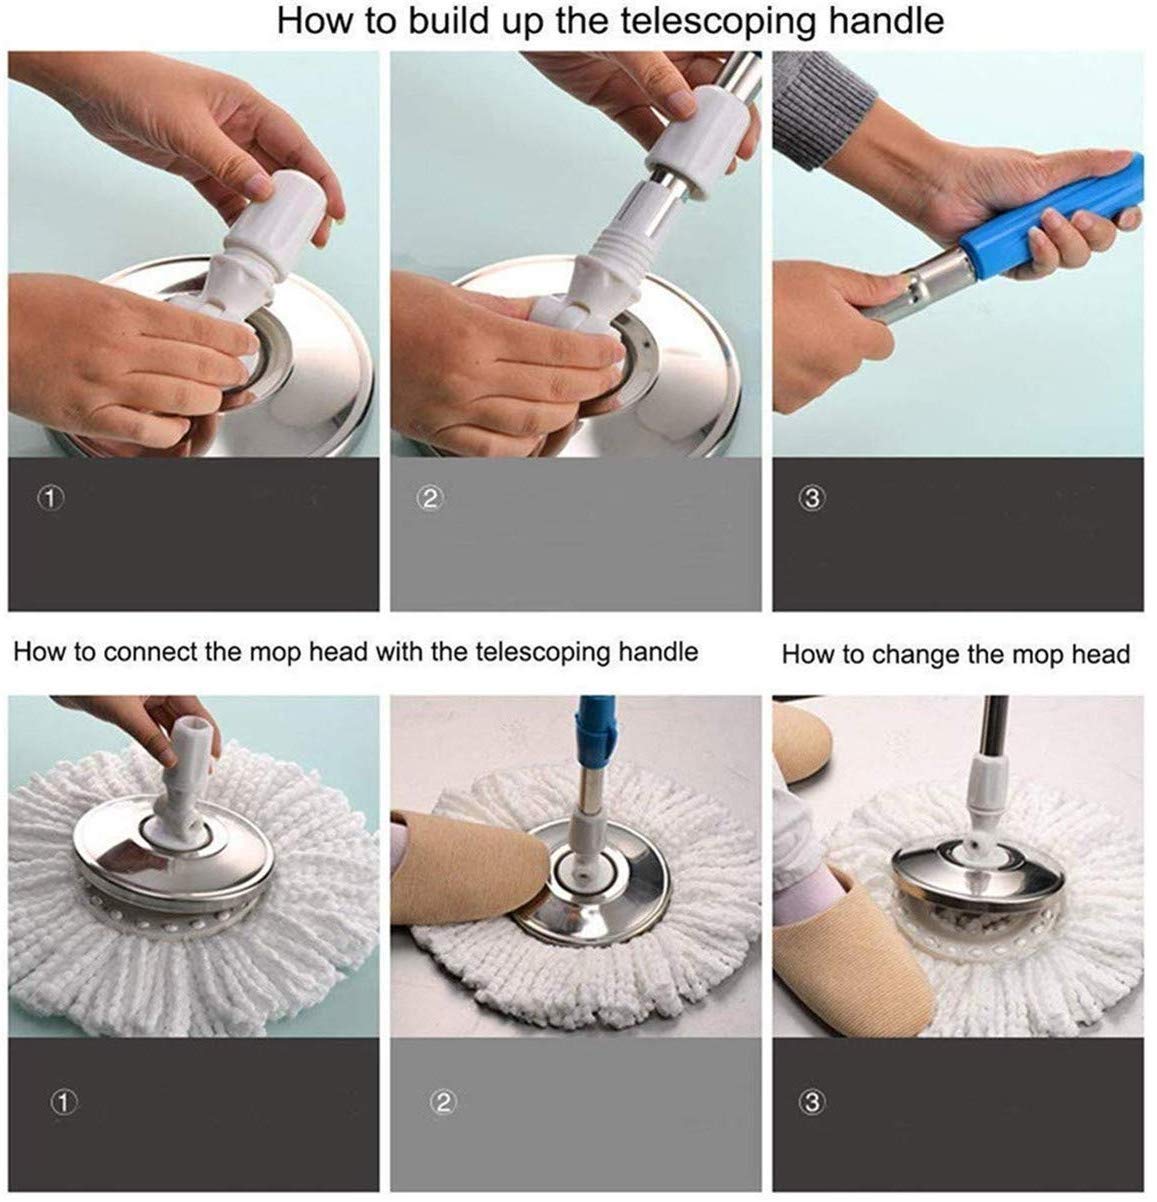 How to build up the telescoping handle
① ② ③
How to connect the mop head with the telescoping handle
How to change the mop head
① ② ③